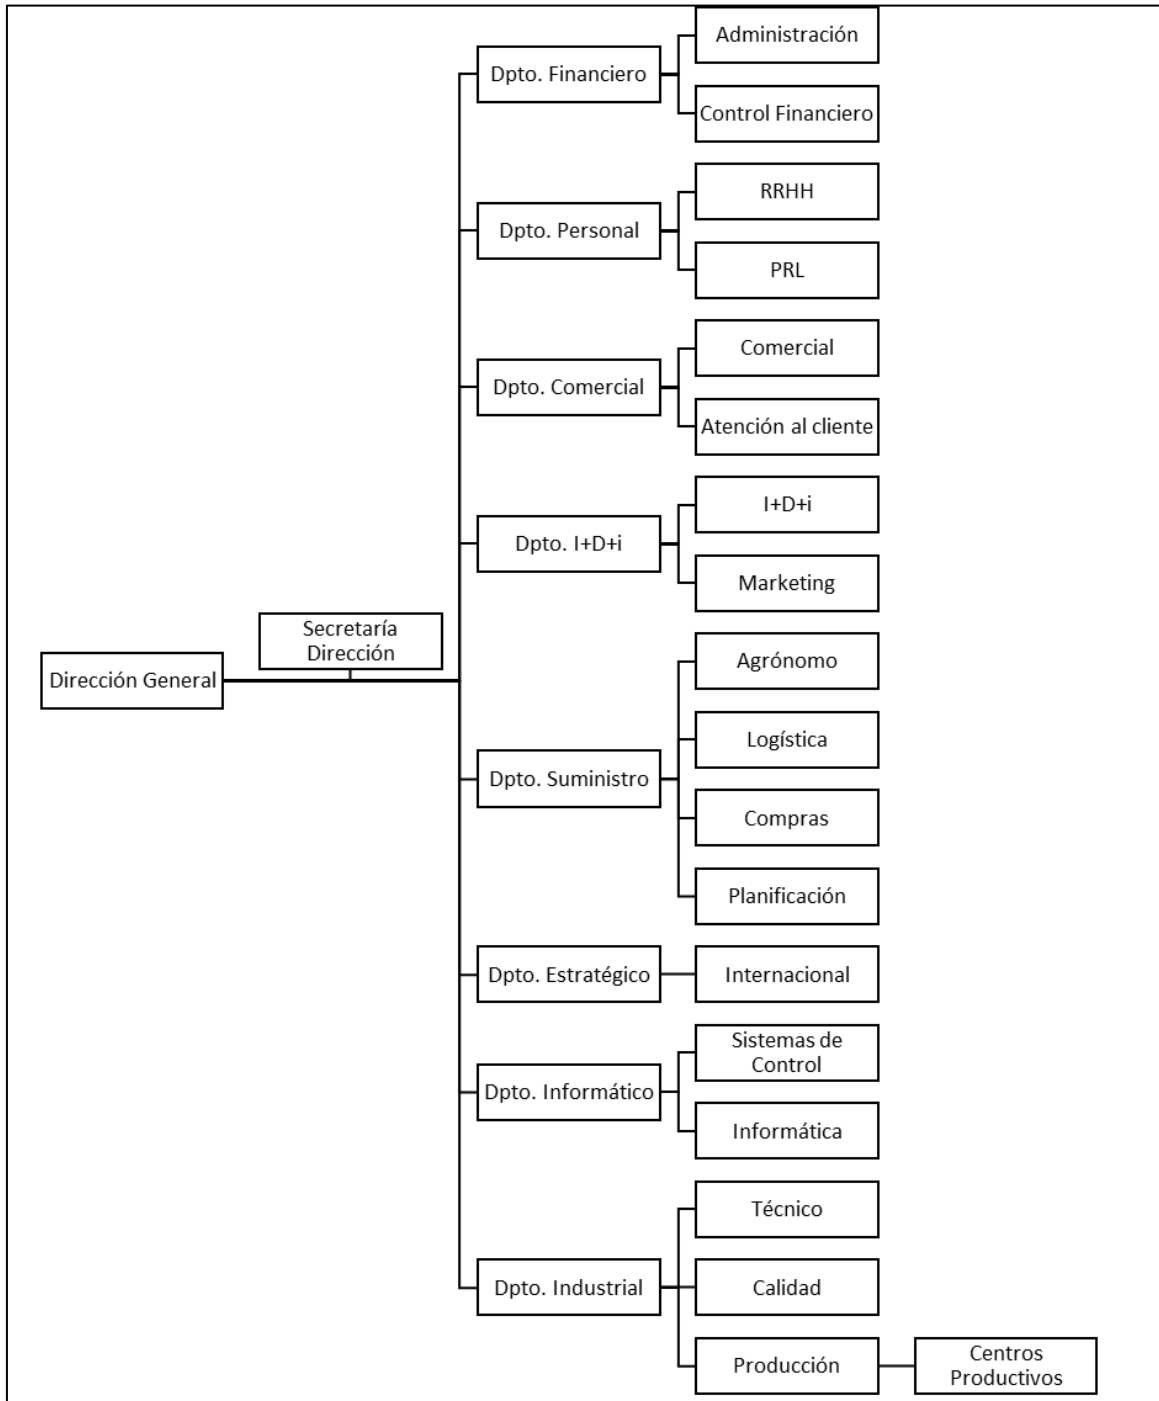 Dirección General
Secretaría
Dirección
Dpto. Financiero
Administración
Control Financiero
Dpto. Personal
RRHH
PRL
Dpto. Comercial
Comercial
Atención al cliente
Dpto. I+D+i
I+D+i
Marketing
Dpto. Suministro
Agrónomo
Logística
Compras
Planificación
Dpto. Estratégico
Internacional
Dpto. Informático
Sistemas de
Control
Informática
Dpto. Industrial
Técnico
Calidad
Producción
Centros
Productivos